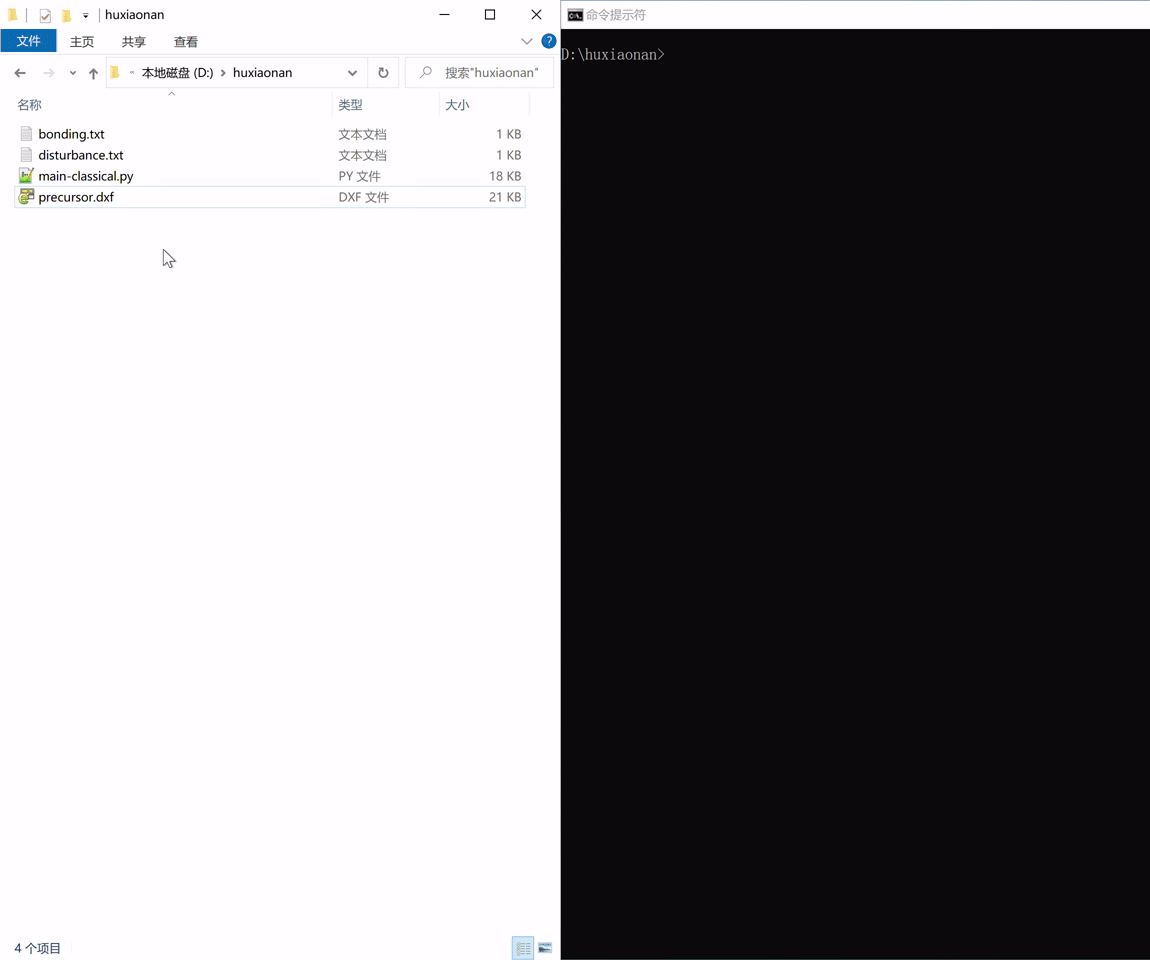 huxiaonan
文件 主页 共享 查看
« 本地磁盘 (D:) › huxiaonan 搜索"huxiaonan"
名称 类型 大小
bonding.txt 文本文档 1 KB
disturbance.txt 文本文档 1 KB
main-classical.py PY 文件 18 KB
precursor.dxf DXF 文件 21 KB
4 个项目
命令提示符
D:\huxiaonan>